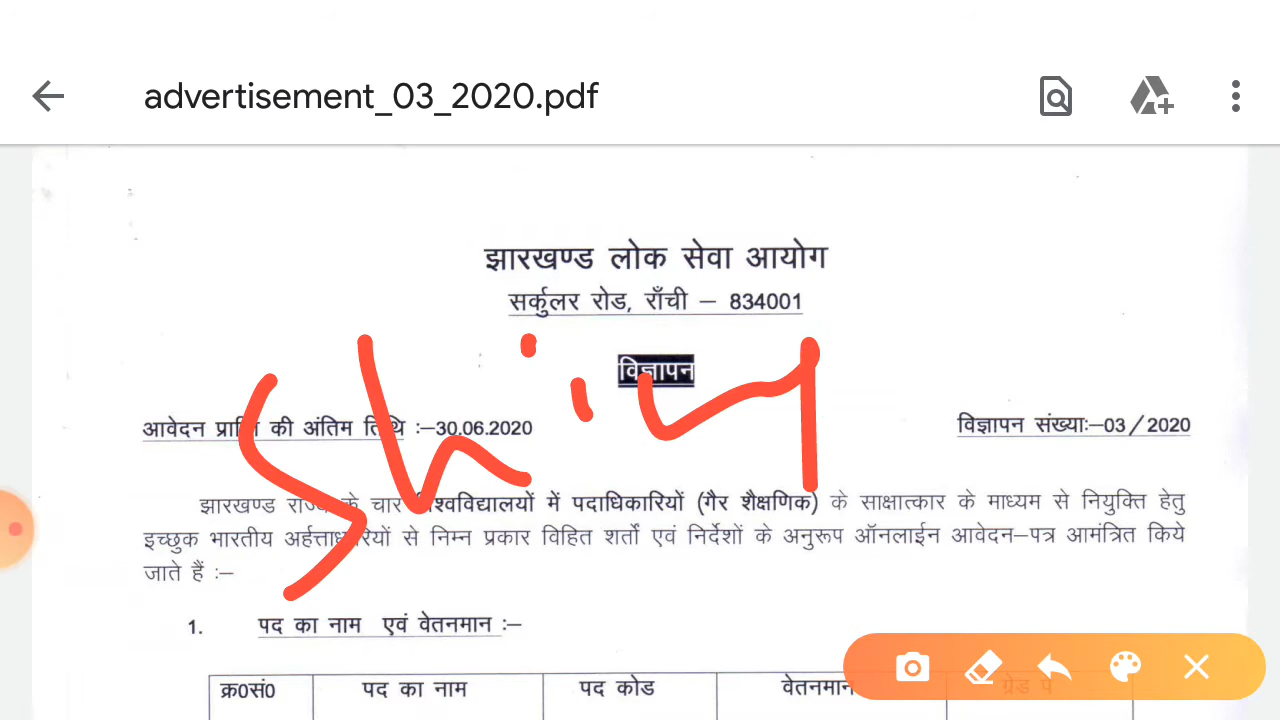 advertisement_03_2020.pdf
झारखण्ड लोक सेवा आयोग
सर्कुलर रोड, राँची – 834001
विज्ञापन
आवेदन प्राप्ति की अंतिम तिथि :–30.06.2020 विज्ञापन संख्याः–03/2020
झारखण्ड राज्य के चार विश्वविद्यालयों में पदाधिकारियों (गैर शैक्षणिक) के साक्षात्कार के माध्यम से नियुक्ति हेतु
इच्छुक भारतीय अर्हत्ताधारियों से निम्न प्रकार विहित शर्तो एवं निर्देशों के अनुरूप ऑनलाईन आवेदन–पत्र आमंत्रित किये
जाते हैं :–
1. पद का नाम एवं वेतनमान :–
क्र0सं0 पद का नाम पद कोड वेतनमान ग्रेड पे